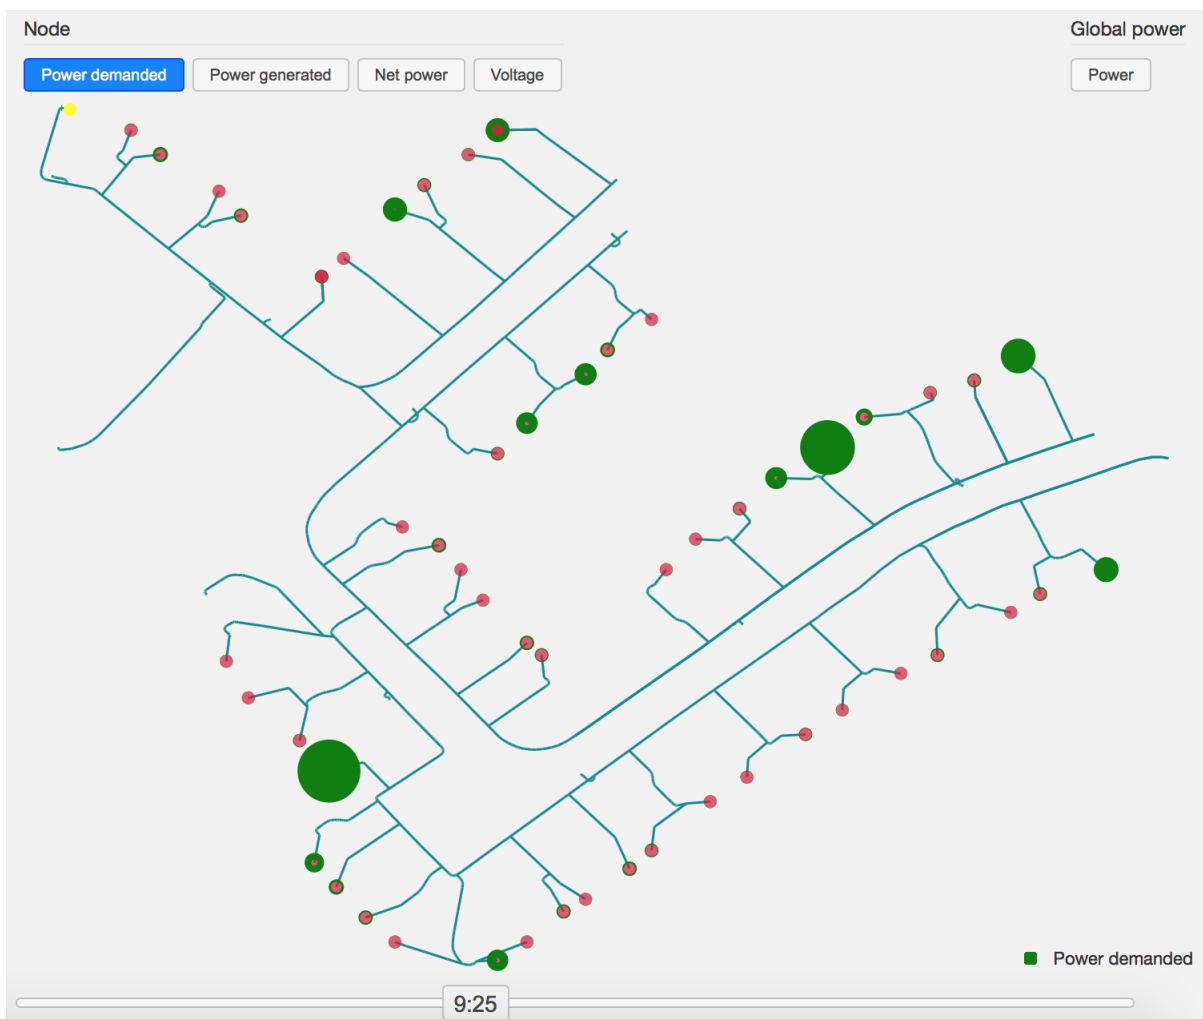 Node
Global power
Power demanded
Power generated
Net power
Voltage
Power
Power demanded
9:25